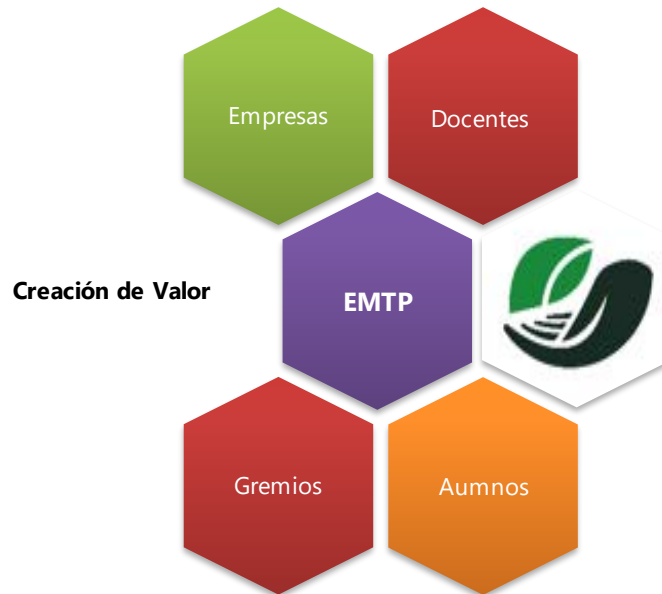 Empresas
Docentes
Creación de Valor
EMTP
Gremios
Aumnos